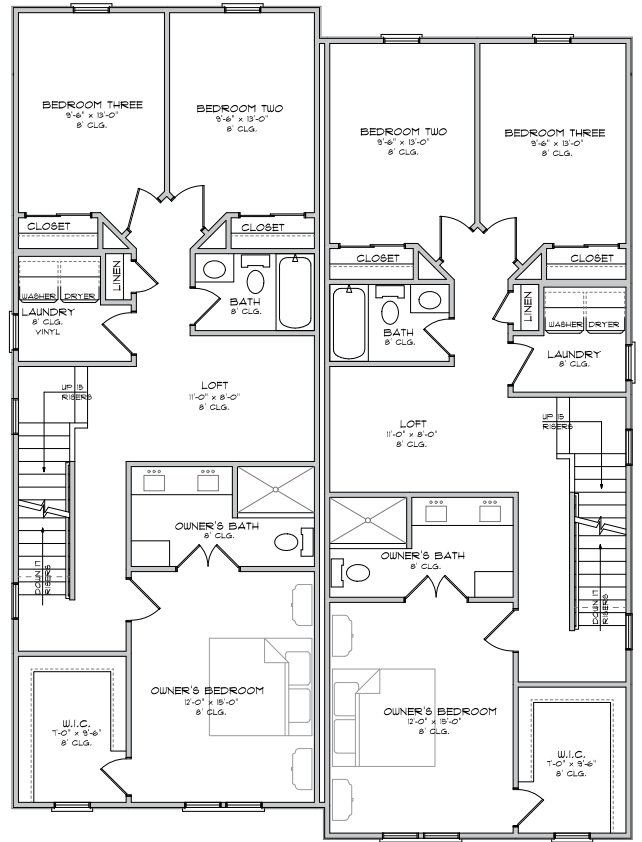 BEDROOM THREE
9'-6" x 13'-0"
8' CLG.
BEDROOM TWO
9'-6" x 13'-0"
8' CLG.
CLOSET
CLOSET
LINEN
WASHER
DRYER
LAUNDRY
8' CLG.
VINYL
BATH
8' CLG.
UP 15
RISERS
LOFT
11'-0" x 8'-0"
8' CLG.
OWNER'S BATH
8' CLG.
DOWN 17
RISERS
OWNER'S BEDROOM
12'-0" x 15'-0"
8' CLG.
W.I.C.
7'-0" x 9'-6"
8' CLG.
BEDROOM TWO
9'-6" x 13'-0"
8' CLG.
BEDROOM THREE
9'-6" x 13'-0"
8' CLG.
CLOSET
CLOSET
LINEN
WASHER
DRYER
BATH
8' CLG.
LAUNDRY
8' CLG.
LOFT
11'-0" x 8'-0"
8' CLG.
UP 15
RISERS
OWNER'S BATH
8' CLG.
DOWN 17
RISERS
OWNER'S BEDROOM
12'-0" x 15'-0"
8' CLG.
W.I.C.
7'-0" x 9'-6"
8' CLG.